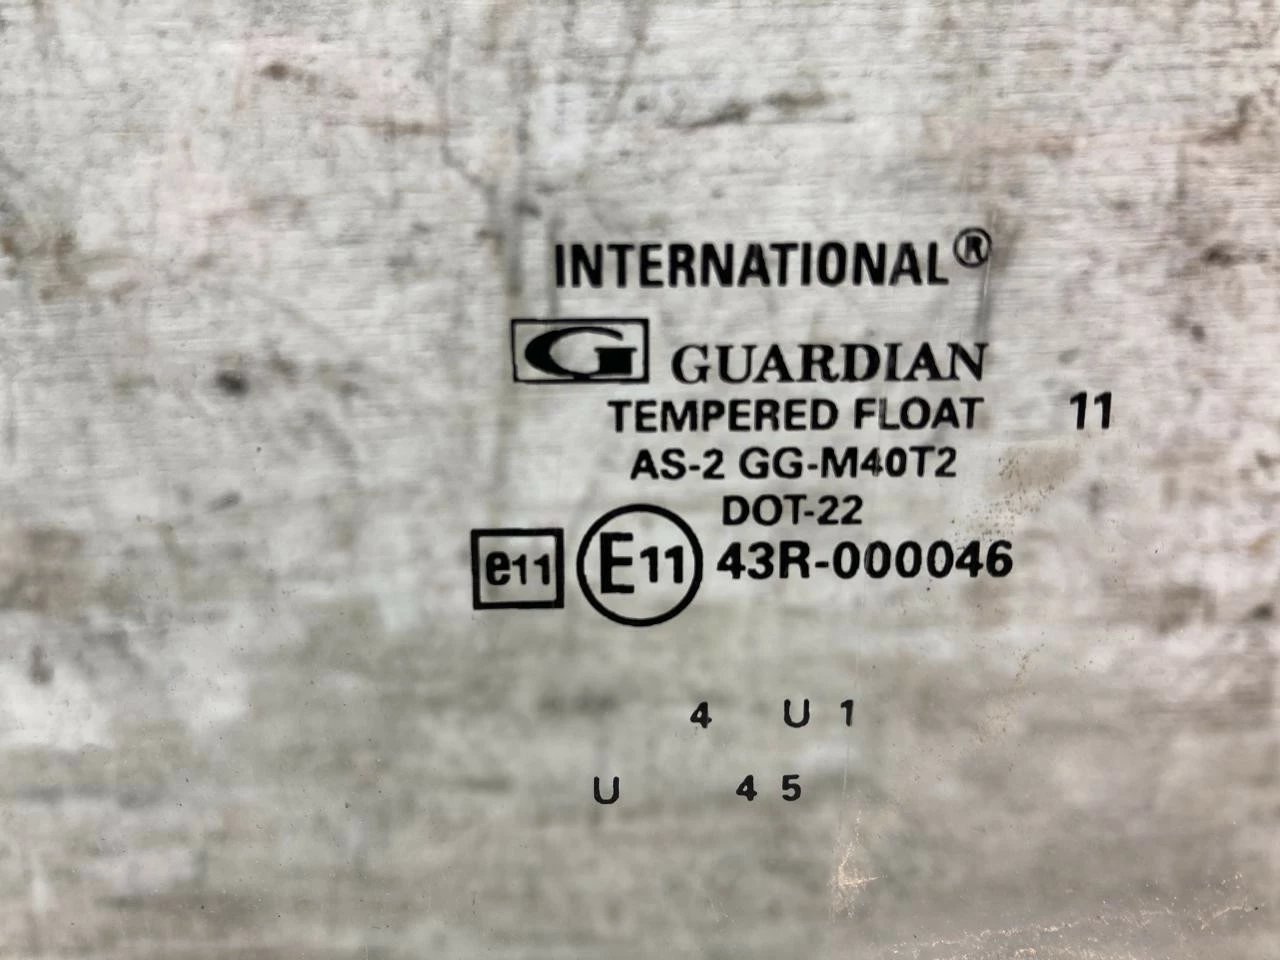 INTERNATIONAL®
G GUARDIAN
TEMPERED FLOAT 11
AS-2 GG-M40T2
DOT-22
e11 E11 43R-000046
4 U 1
U 4 5